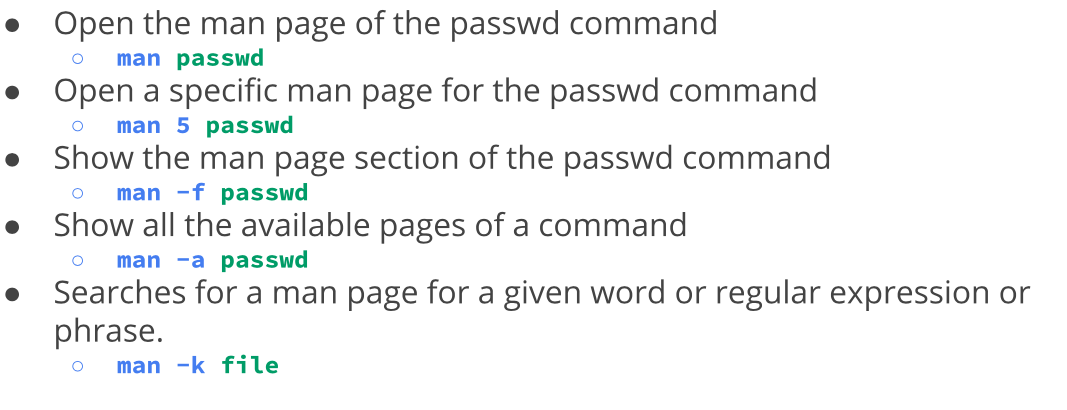 ● Open the man page of the passwd command
○ man passwd
● Open a specific man page for the passwd command
○ man 5 passwd
● Show the man page section of the passwd command
○ man -f passwd
● Show all the available pages of a command
○ man -a passwd
● Searches for a man page for a given word or regular expression or
phrase.
○ man -k file